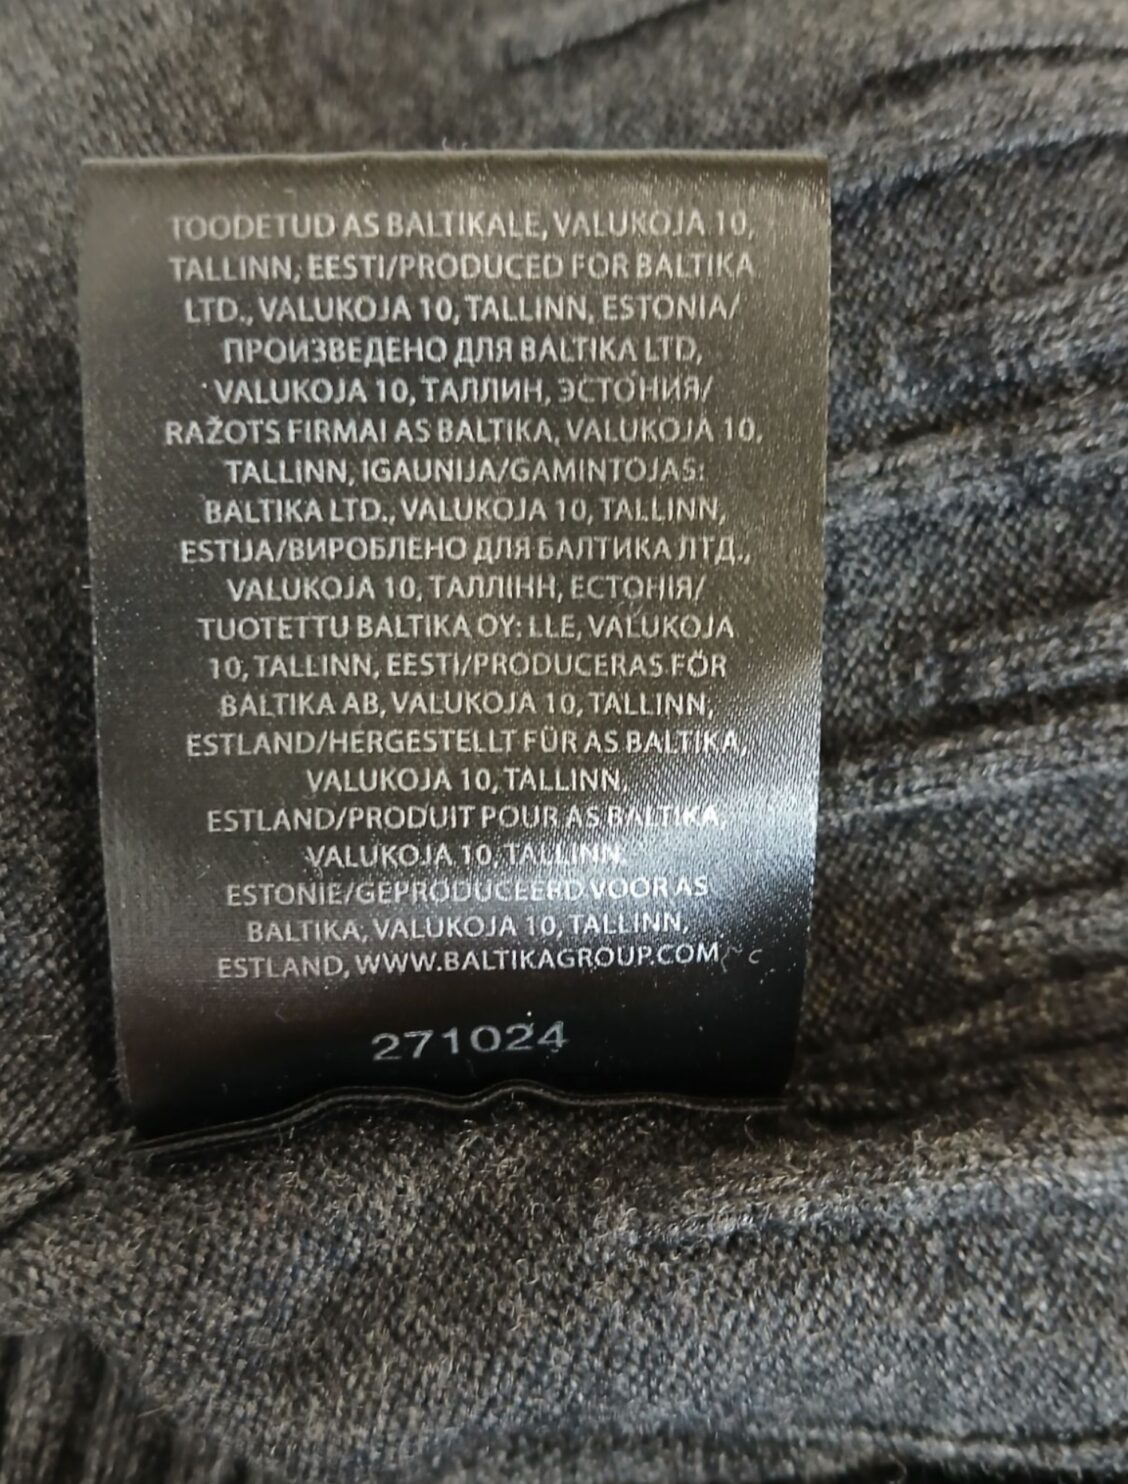 TOODETUD AS BALTIKALE, VALUKOJA 10,
TALLINN, EESTI/PRODUCED FOR BALTIKA
LTD., VALUKOJA 10, TALLINN, ESTONIA/
ПРОИЗВЕДЕНО ДЛЯ BALTIKA LTD,
VALUKOJA 10, ТАЛЛИН, ЭСТОНИЯ/
RAŽOTS FIRMAI AS BALTIKA, VALUKOJA 10,
TALLINN, IGAUNIJA/GAMINTOJAS:
BALTIKA LTD., VALUKOJA 10, TALLINN,
ESTIJA/ВИРОБЛЕНО ДЛЯ БАЛТИКА ЛТД.,
VALUKOJA 10, ТАЛЛІНН, ЕСТОНІЯ/
TUOTETTU BALTIKA OY: LLE, VALUKOJA
10, TALLINN, EESTI/PRODUCERAS FÖR
BALTIKA AB, VALUKOJA 10, TALLINN,
ESTLAND/HERGESTELLT FÜR AS BALTIKA,
VALUKOJA 10, TALLINN,
ESTLAND/PRODUIT POUR AS BALTIKA,
VALUKOJA 10, TALLINN,
ESTONIE/GEPRODUCEERD VOOR AS
BALTIKA, VALUKOJA 10, TALLINN,
ESTLAND, WWW.BALTIKAGROUP.COM
271024